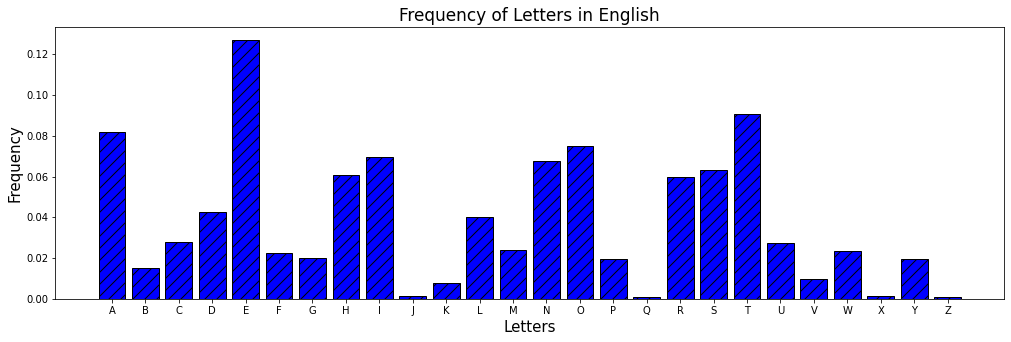 Frequency of Letters in English
Frequency
0.12
0.10
0.08
0.06
0.04
0.02
0.00
A B C D E F G H I J K L M N O P Q R S T U V W X Y Z
Letters